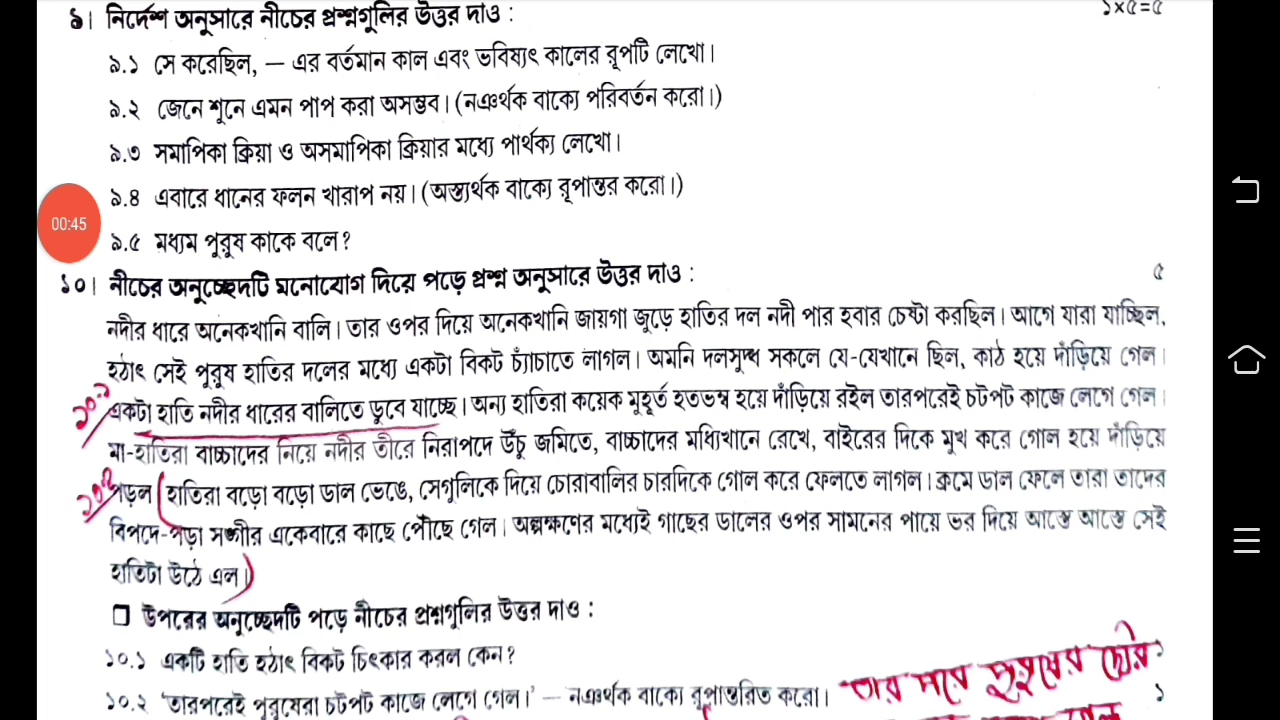 ৯। নির্দেশ অনুসারে নীচের প্রশ্নগুলির উত্তর দাও : ১×৫=৫
৯.১ সে করেছিল, — এর বর্তমান কাল এবং ভবিষ্যৎ কালের রূপটি লেখো।
৯.২ জেনে শুনে এমন পাপ করা অসম্ভব। (নঞর্থক বাক্যে পরিবর্তন করো।)
৯.৩ সমাপিকা ক্রিয়া ও অসমাপিকা ক্রিয়ার মধ্যে পার্থক্য লেখো।
৯.৪ এবারে ধানের ফলন খারাপ নয়। (অস্ত্যর্থক বাক্যে রূপান্তর করো।)
00:45
৯.৫ মধ্যম পুরুষ কাকে বলে?
১০। নীচের অনুচ্ছেদটি মনোযোগ দিয়ে পড়ে প্রশ্ন অনুসারে উত্তর দাও : ৫
নদীর ধারে অনেকখানি বালি। তার ওপর দিয়ে অনেকখানি জায়গা জুড়ে হাতির দল নদী পার হবার চেষ্টা করছিল। আগে যারা যাচ্ছিল,
হঠাৎ সেই পুরুষ হাতির দলের মধ্যে একটা বিকট চ্যাঁচাতে লাগল। অমনি দলসুদ্ধ সকলে যে-যেখানে ছিল, কাঠ হয়ে দাঁড়িয়ে গেল।
১০.১ একটা হাতি নদীর ধারের বালিতে ডুবে যাচ্ছে। অন্য হাতিরা কয়েক মুহূর্ত হতভম্ব হয়ে দাঁড়িয়ে রইল তারপরেই চটপট কাজে লেগে গেল।
মা-হাতিরা বাচ্চাদের নিয়ে নদীর তীরে নিরাপদে উঁচু জমিতে, বাচ্চাদের মধ্যিখানে রেখে, বাইরের দিকে মুখ করে গোল হয়ে দাঁড়িয়ে
১০.২ পড়ল (হাতিরা বড়ো বড়ো ডাল ভেঙে, সেগুলিকে দিয়ে চোরাবালির চারদিকে গোল করে ফেলতে লাগল। ক্রমে ডাল ফেলে তারা তাদের
বিপদে-পড়া সঙ্গীর একেবারে কাছে পৌঁছে গেল। অল্পক্ষণের মধ্যেই গাছের ডালের ওপর সামনের পায়ে ভর দিয়ে আস্তে আস্তে সেই
হাতিটা উঠে এল।)
উপরের অনুচ্ছেদটি পড়ে নীচের প্রশ্নগুলির উত্তর দাও :
১০.১ একটি হাতি হঠাৎ বিকট চিৎকার করল কেন?
১০.২ 'তারপরেই পুরুষেরা চটপট কাজে লেগে গেল।' — নঞর্থক বাক্যে রূপান্তরিত করো। ১
তার পরে পুরুষের